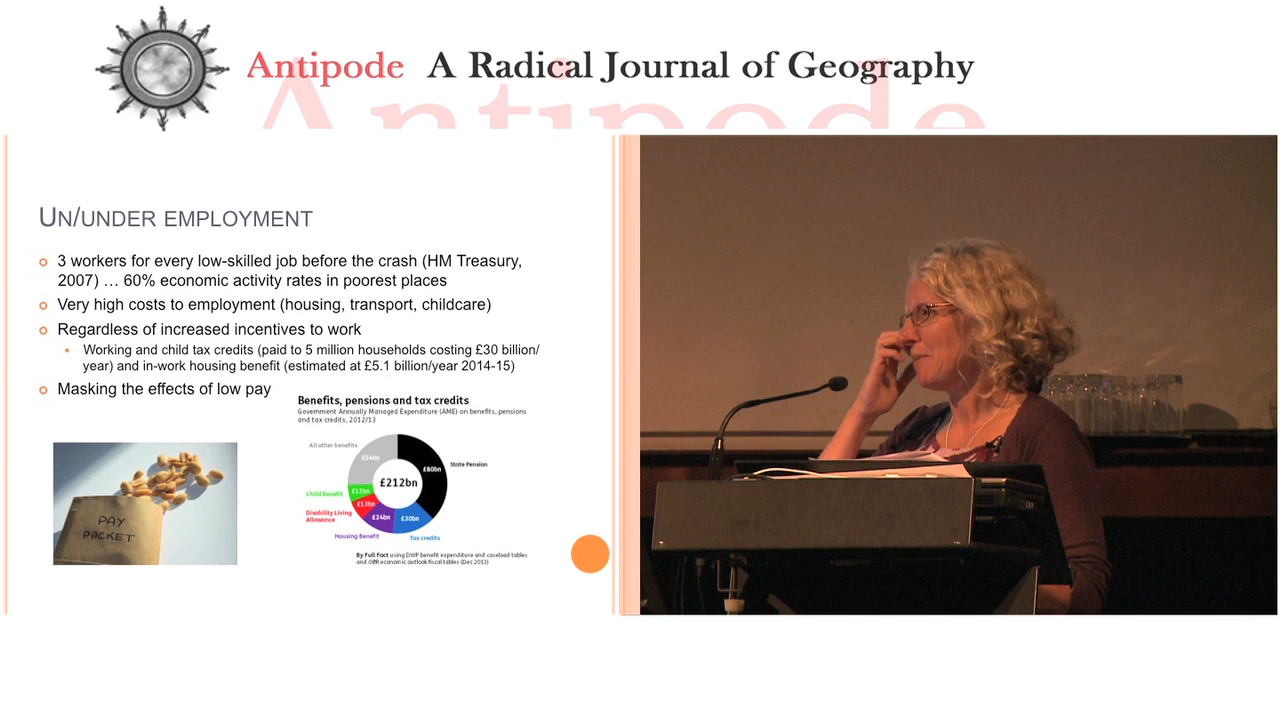 Antipode A Radical Journal of Geography
Antipode
UN/UNDER EMPLOYMENT
3 workers for every low-skilled job before the crash (HM Treasury,
2007) … 60% economic activity rates in poorest places
Very high costs to employment (housing, transport, childcare)
Regardless of increased incentives to work
Working and child tax credits (paid to 5 million households costing £30 billion/
year) and in-work housing benefit (estimated at £5.1 billion/year 2014-15)
Masking the effects of low pay
PAY
PACKET
Benefits, pensions and tax credits
Government Annually Managed Expenditure (AME) on benefits, pensions
and tax credits, 2012/13
All other benefits
£54bn
£80bn
State Pension
£212bn
Child Benefit
£12bn
Disability Living
Allowance
£13bn
£24bn
£30bn
Housing Benefit
Tax credits
By Full Fact using DWP benefit expenditure and caseload tables
and OBR economic outlook fiscal tables (Dec 2013)